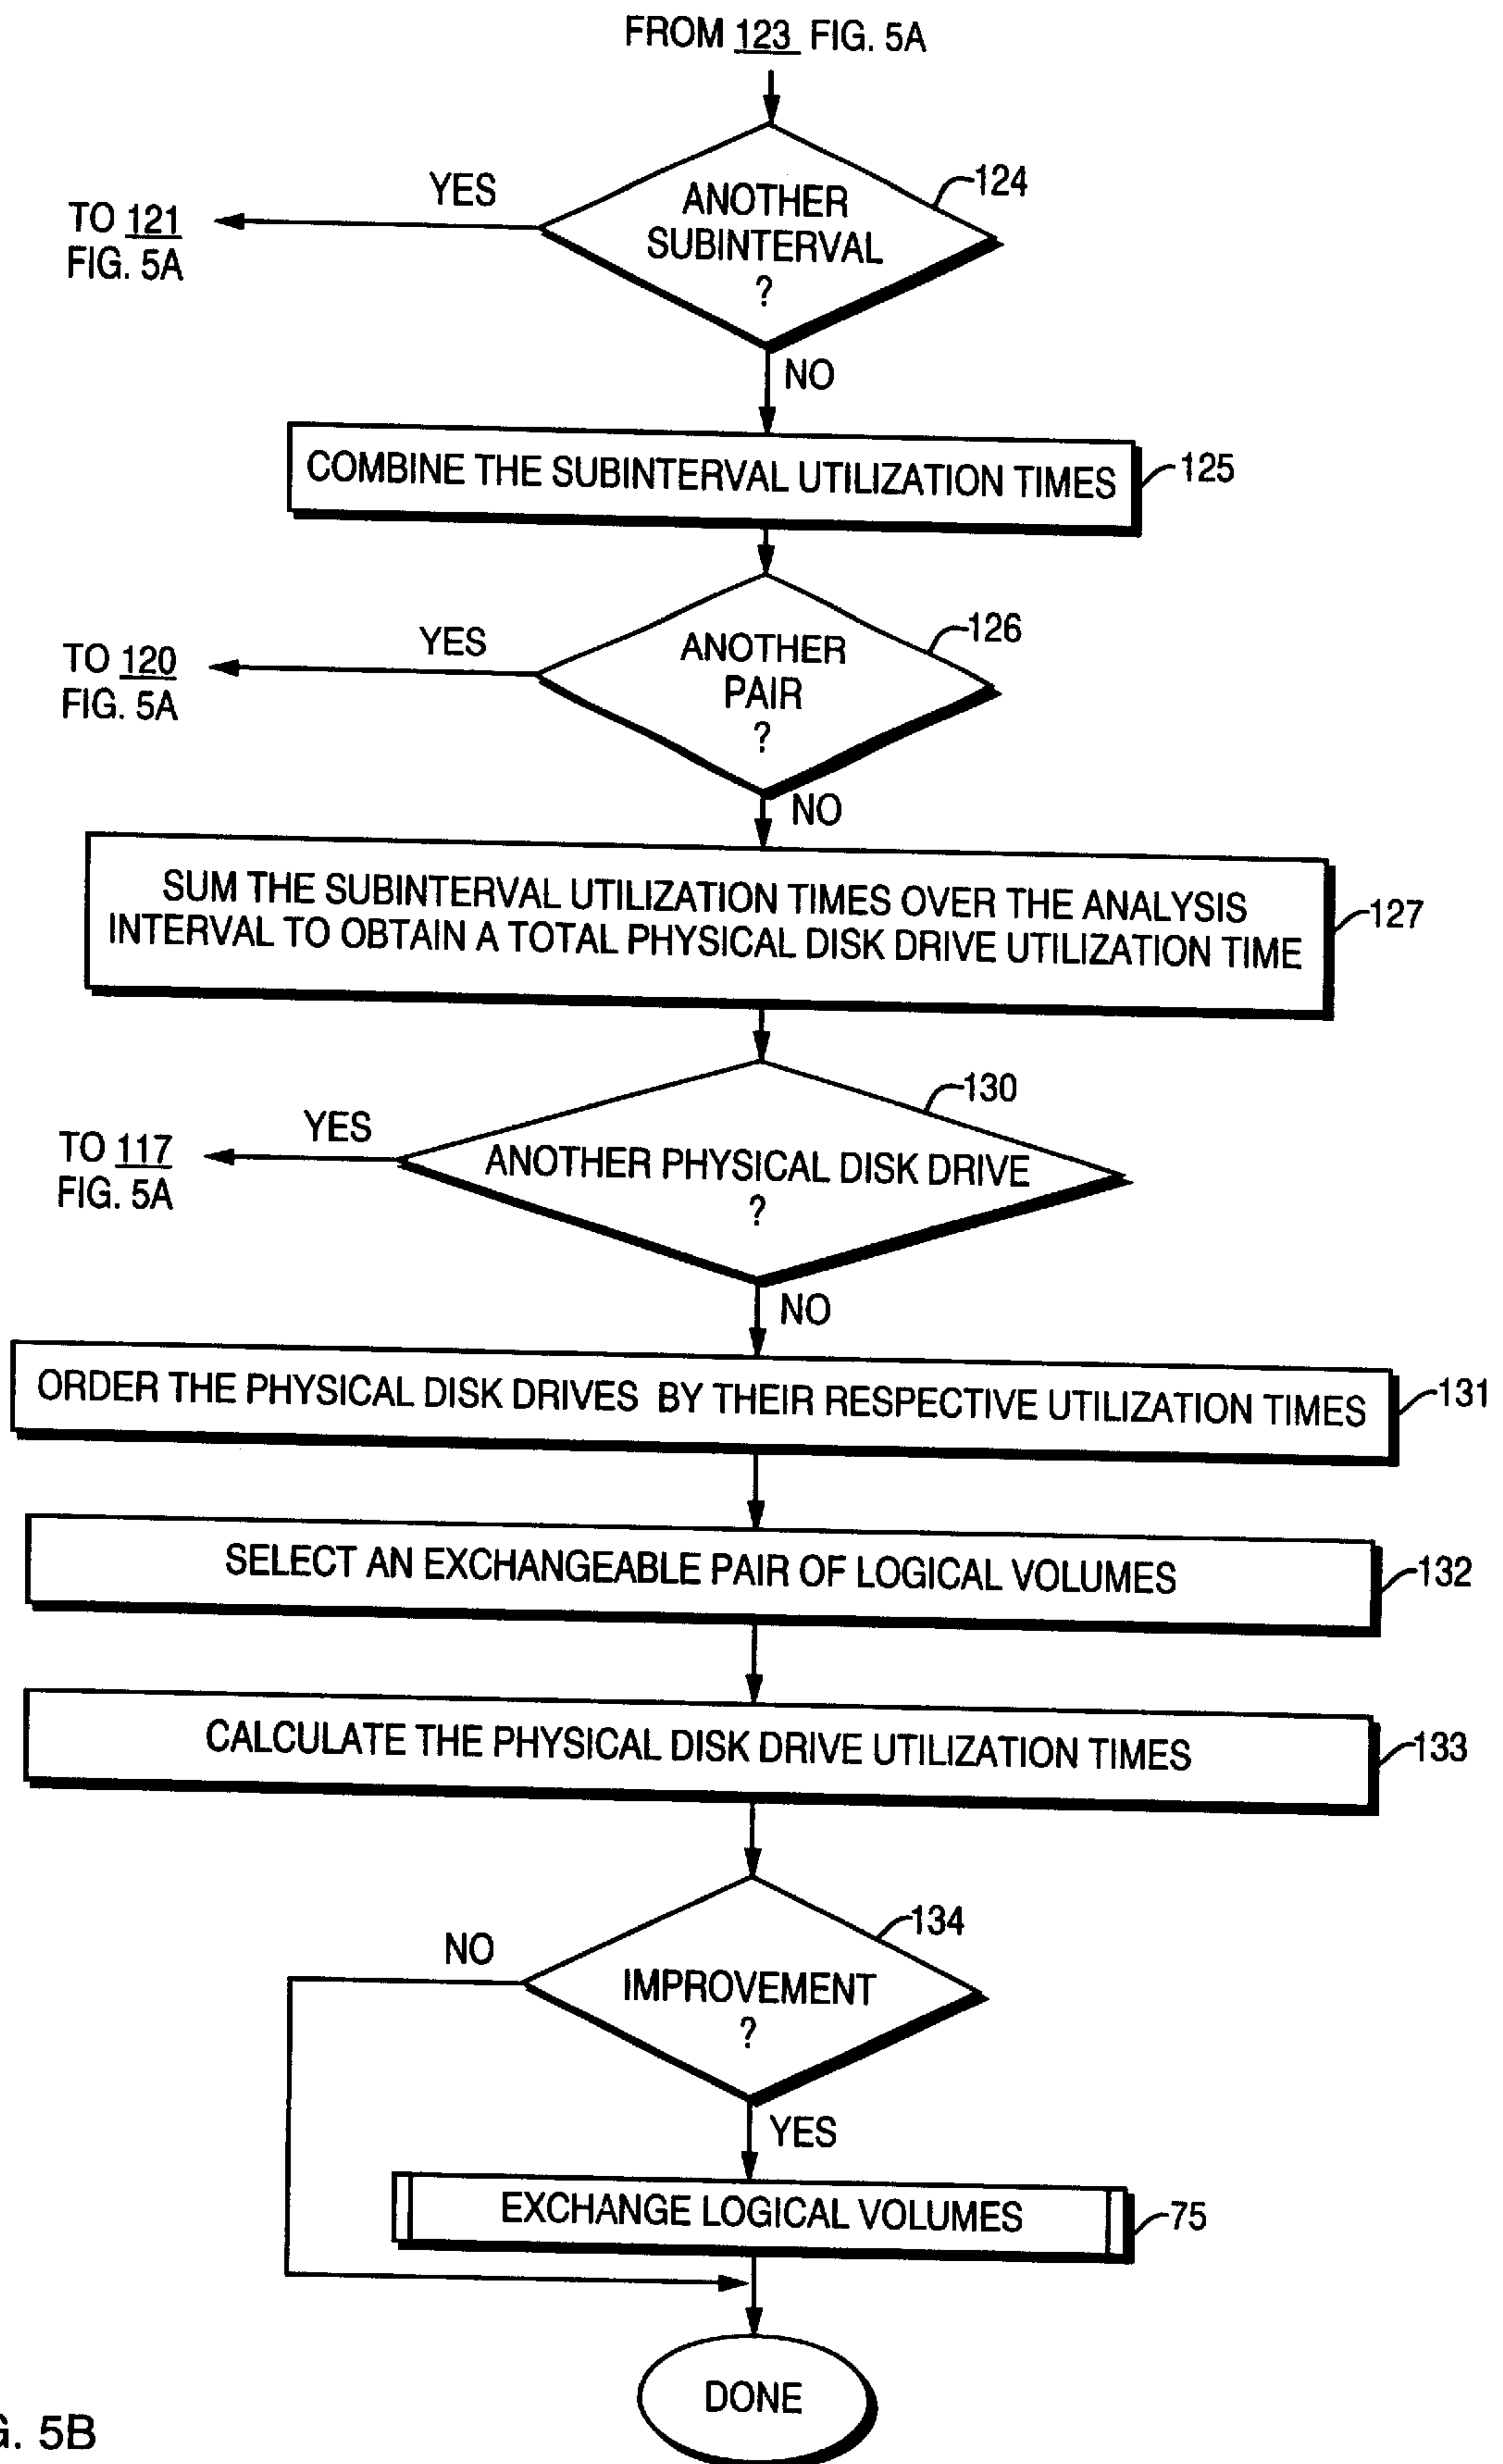 FROM 123 FIG. 5A
124
YES
ANOTHER
SUBINTERVAL
?
TO 121
FIG. 5A
NO
COMBINE THE SUBINTERVAL UTILIZATION TIMES
125
126
YES
ANOTHER
PAIR
?
TO 120
FIG. 5A
NO
SUM THE SUBINTERVAL UTILIZATION TIMES OVER THE ANALYSIS
INTERVAL TO OBTAIN A TOTAL PHYSICAL DISK DRIVE UTILIZATION TIME
127
130
YES
TO 117
FIG. 5A
ANOTHER PHYSICAL DISK DRIVE
?
NO
ORDER THE PHYSICAL DISK DRIVES BY THEIR RESPECTIVE UTILIZATION TIMES
131
SELECT AN EXCHANGEABLE PAIR OF LOGICAL VOLUMES
132
CALCULATE THE PHYSICAL DISK DRIVE UTILIZATION TIMES
133
134
NO
IMPROVEMENT
?
YES
EXCHANGE LOGICAL VOLUMES
75
DONE
G. 5B